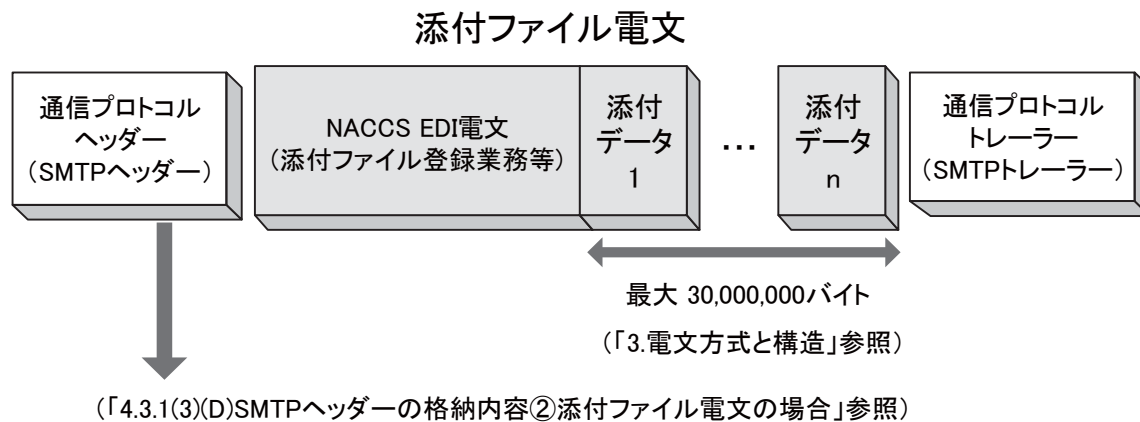 添付ファイル電文
通信プロトコル
ヘッダー
(SMTPヘッダー)
NACCS EDI電文
(添付ファイル登録業務等)
添付
データ
1
…
添付
データ
n
通信プロトコル
トレーラー
(SMTPトレーラー)
最大 30,000,000バイト
(「3.電文方式と構造」参照)
(「4.3.1(3)(D)SMTPヘッダーの格納内容②添付ファイル電文の場合」参照)